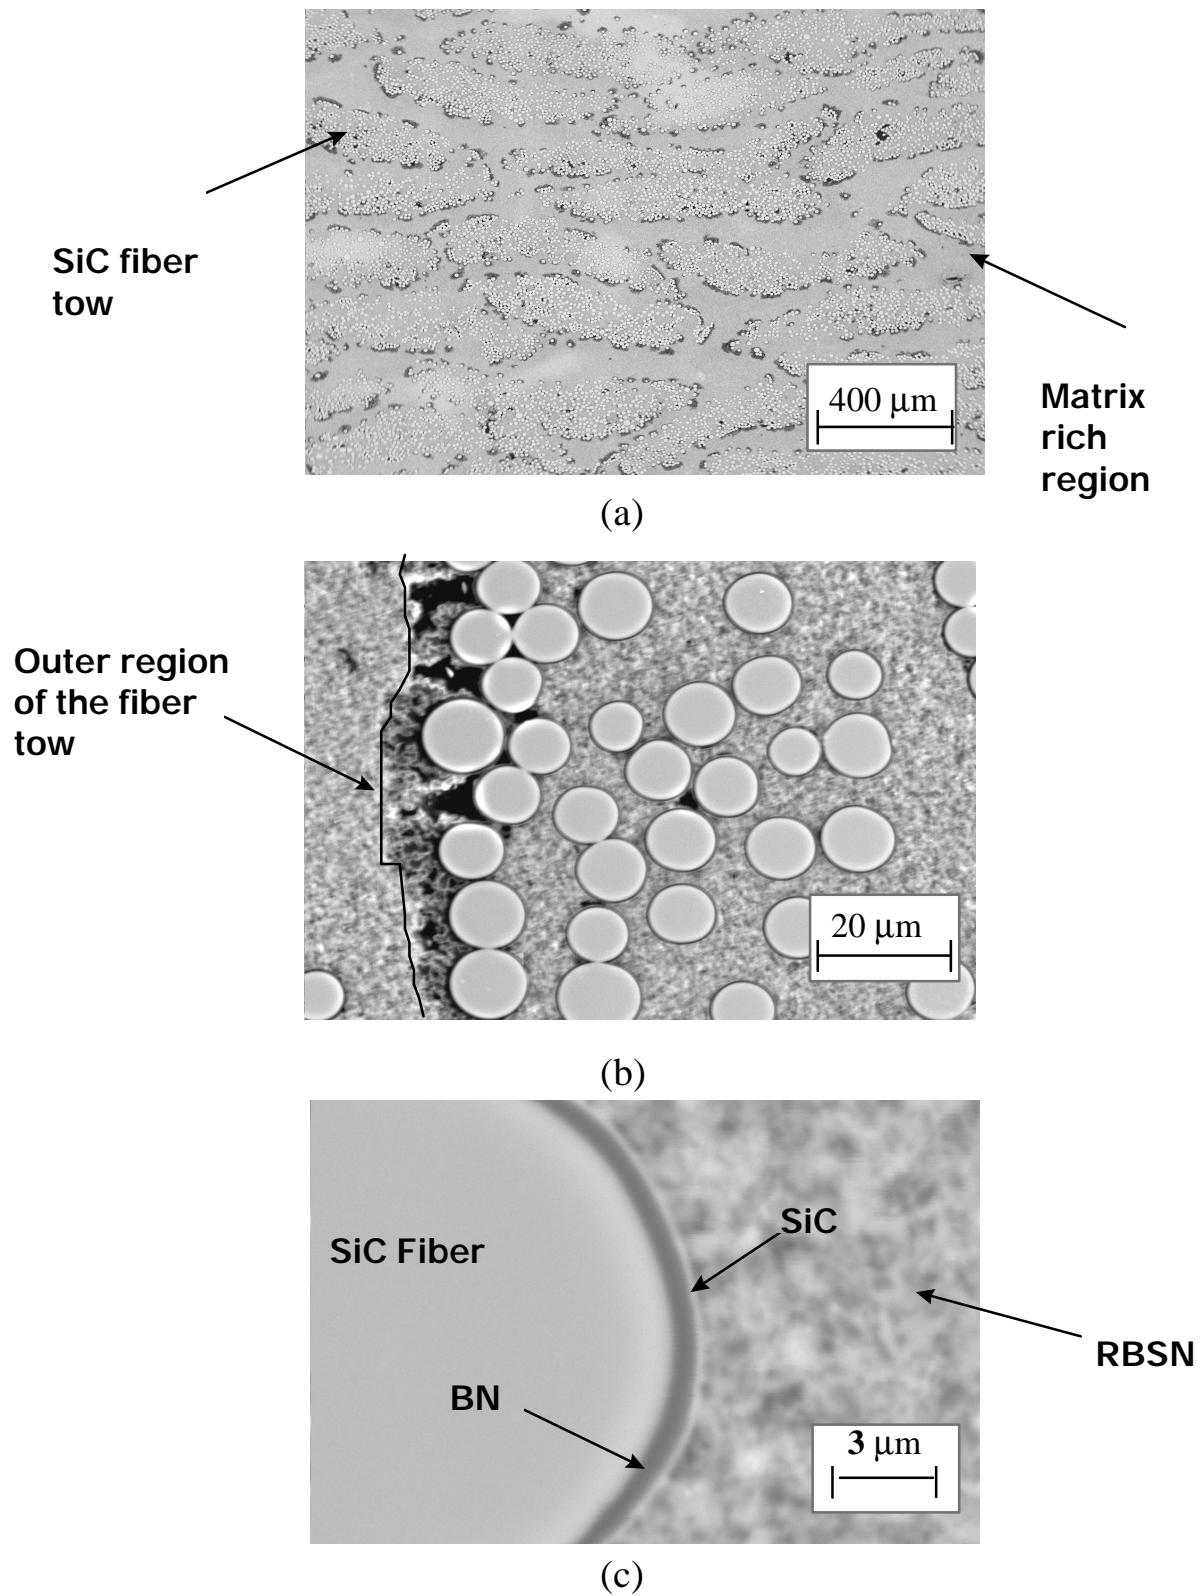 SiC fiber
tow
400 µm
Matrix
rich
region
(a)
Outer region
of the fiber
tow
20 µm
(b)
SiC Fiber
SiC
BN
RBSN
3 µm
(c)